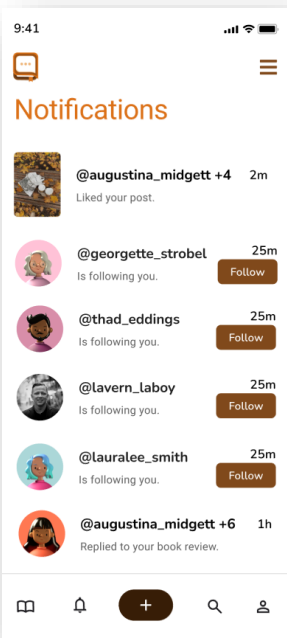 9:41
Notifications
@augustina_midgett +4 2m
Liked your post.
@georgette_strobel 25m
Is following you.
Follow
@thad_eddings 25m
Is following you.
Follow
@lavern_laboy 25m
Is following you.
Follow
@lauralee_smith 25m
Is following you.
Follow
@augustina_midgett +6 1h
Replied to your book review.